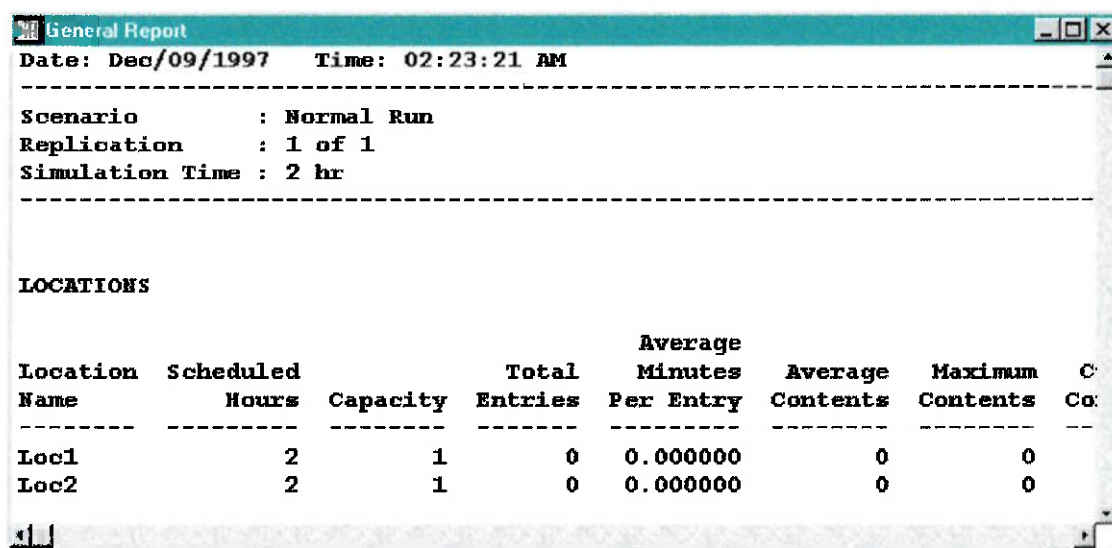 General Report
Date: Dec/09/1997 Time: 02:23:21 AM
Scenario : Normal Run
Replication : 1 of 1
Simulation Time : 2 hr
LOCATIONS
Average
Location Scheduled Total Minutes Average Maximum C
Name Hours Capacity Entries Per Entry Contents Contents Co
Loc1 2 1 0 0.000000 0 0
Loc2 2 1 0 0.000000 0 0